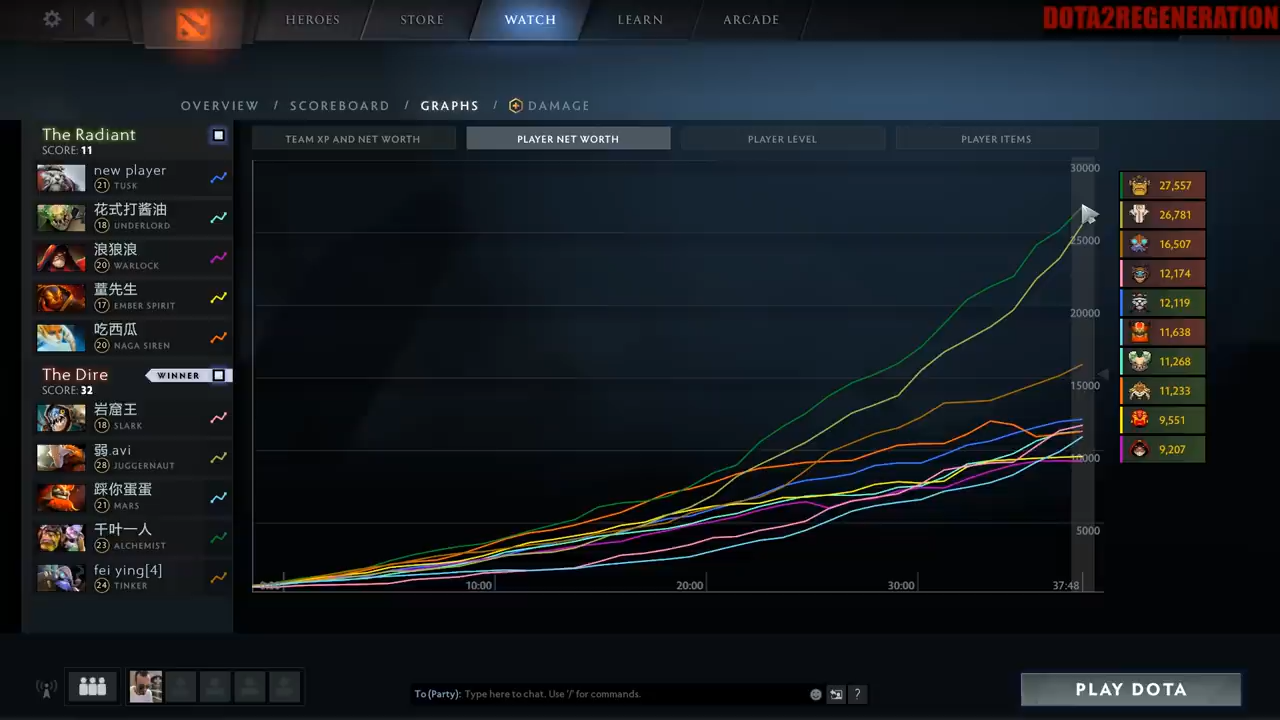 HEROES
STORE
WATCH
LEARN
ARCADE
DOTA2REGENERATION
OVERVIEW / SCOREBOARD / GRAPHS / DAMAGE
The Radiant
SCORE: 11
new player
21 TUSK
花式打酱油
18 UNDERLORD
浪狼浪
20 WARLOCK
董先生
17 EMBER SPIRIT
吃西瓜
20 NAGA SIREN
The Dire
WINNER
SCORE: 32
岩窟王
18 SLARK
弱.avi
28 JUGGERNAUT
踩你蛋蛋
21 MARS
千叶一人
23 ALCHEMIST
fei ying[4]
24 TINKER
TEAM XP AND NET WORTH
PLAYER NET WORTH
PLAYER LEVEL
PLAYER ITEMS
30000
25000
20000
15000
10000
5000
10:00
20:00
30:00
37:48
27,557
26,781
16,507
12,174
12,119
11,638
11,268
11,233
9,551
9,207
To (Party): Type here to chat. Use '/' for commands.
?
PLAY DOTA